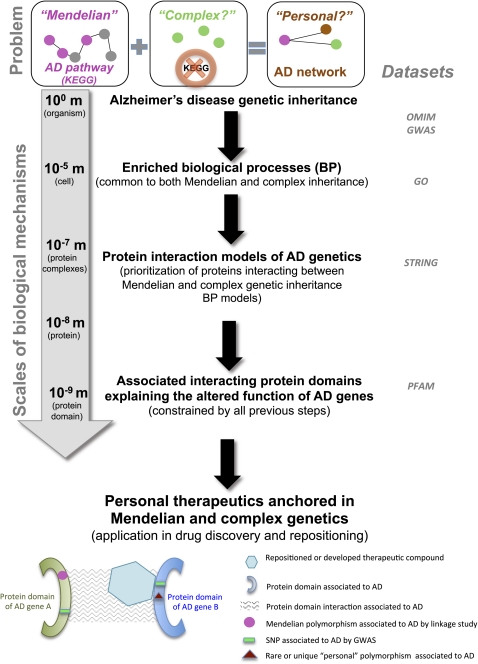 Problem
"Mendelian"
AD pathway
(KEGG)
"Complex?"
KEGG
"Personal?"
AD network
Datasets
Scales of biological mechanisms
10⁰ m
(organism)
Alzheimer's disease genetic inheritance
OMIM
GWAS
10⁻⁵ m
(cell)
Enriched biological processes (BP)
(common to both Mendelian and complex inheritance)
GO
10⁻⁷ m
(protein
complexes)
Protein interaction models of AD genetics
(prioritization of proteins interacting between
Mendelian and complex genetic inheritance
BP models)
STRING
10⁻⁸ m
(protein)
10⁻⁹ m
(protein
domain)
Associated interacting protein domains
explaining the altered function of AD genes
(constrained by all previous steps)
PFAM
Personal therapeutics anchored in
Mendelian and complex genetics
(application in drug discovery and repositioning)
Protein domain
of AD gene A
Protein domain
of AD gene B
Repositioned or developed therapeutic compound
Protein domain associated to AD
Protein domain interaction associated to AD
Mendelian polymorphism associated to AD by linkage study
SNP associated to AD by GWAS
Rare or unique "personal" polymorphism associated to AD